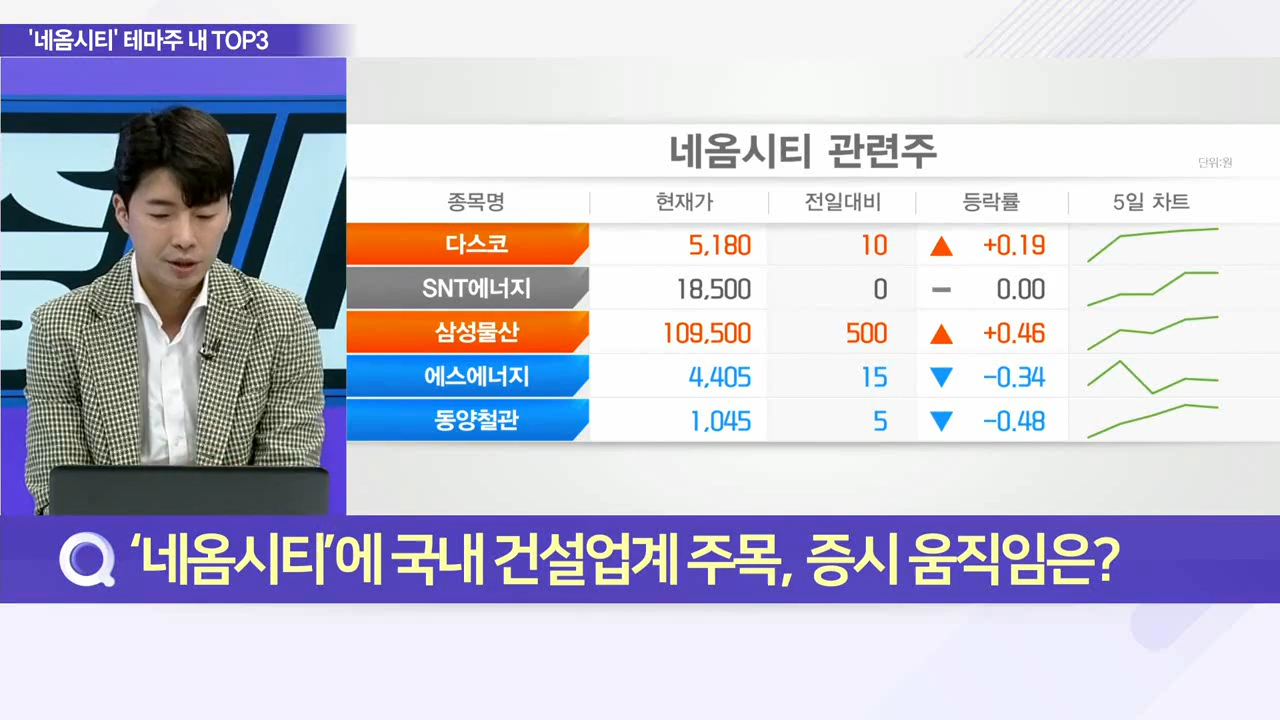 '네옴시티' 테마주 내 TOP3
네옴시티 관련주
단위:원
종목명 현재가 전일대비 등락률 5일 차트
다스코 5,180 10 ▲ +0.19
SNT에너지 18,500 0 − 0.00
삼성물산 109,500 500 ▲ +0.46
에스에너지 4,405 15 ▼ -0.34
동양철관 1,045 5 ▼ -0.48
Q ‘네옴시티’에 국내 건설업계 주목, 증시 움직임은?